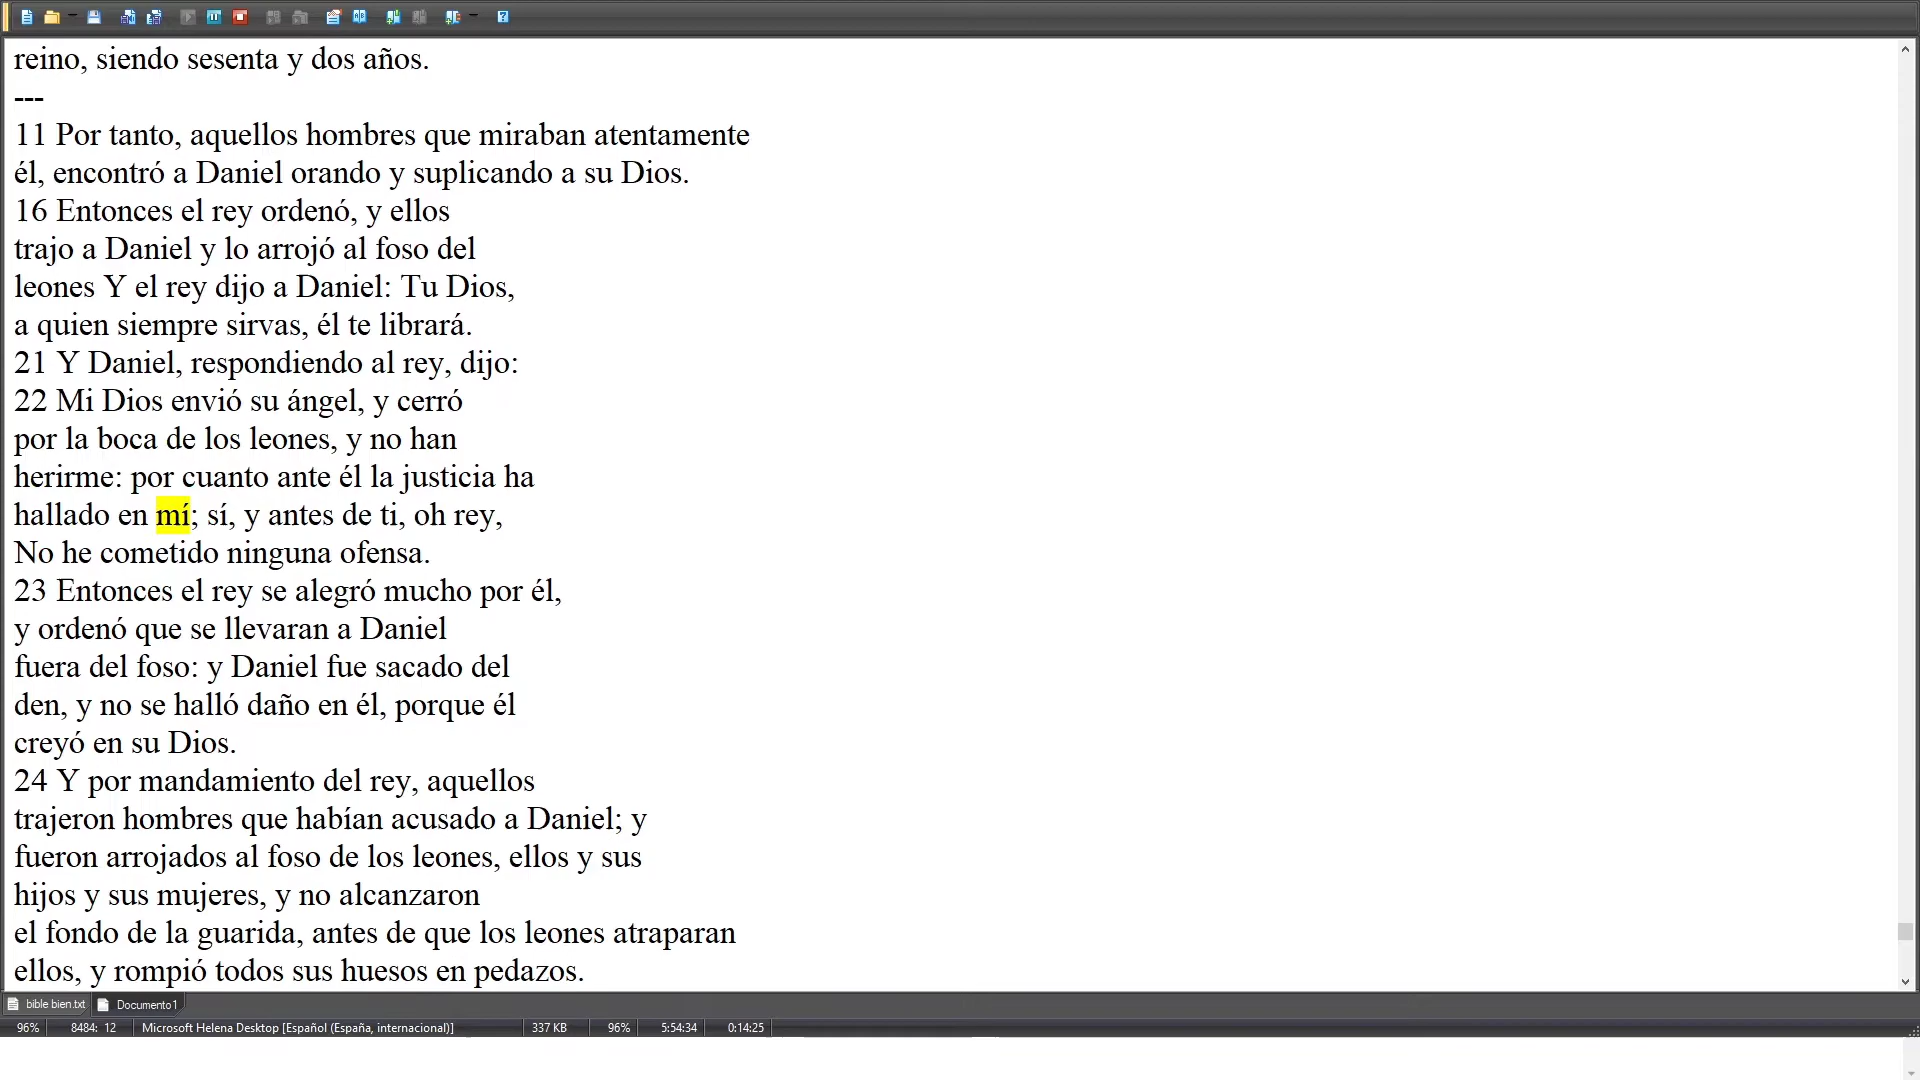 reino, siendo sesenta y dos años.
---
11 Por tanto, aquellos hombres que miraban atentamente
él, encontró a Daniel orando y suplicando a su Dios.
16 Entonces el rey ordenó, y ellos
trajo a Daniel y lo arrojó al foso del
leones Y el rey dijo a Daniel: Tu Dios,
a quien siempre sirvas, él te librará.
21 Y Daniel, respondiendo al rey, dijo:
22 Mi Dios envió su ángel, y cerró
por la boca de los leones, y no han
herirme: por cuanto ante él la justicia ha
hallado en mí; sí, y antes de ti, oh rey,
No he cometido ninguna ofensa.
23 Entonces el rey se alegró mucho por él,
y ordenó que se llevaran a Daniel
fuera del foso: y Daniel fue sacado del
den, y no se halló daño en él, porque él
creyó en su Dios.
24 Y por mandamiento del rey, aquellos
trajeron hombres que habían acusado a Daniel; y
fueron arrojados al foso de los leones, ellos y sus
hijos y sus mujeres, y no alcanzaron
el fondo de la guarida, antes de que los leones atraparan
ellos, y rompió todos sus huesos en pedazos.
bible bien.txt Documento1
96% 8484: 12 Microsoft Helena Desktop [Español (España, internacional)] 337 KB 96% 5:54:34 0:14:25